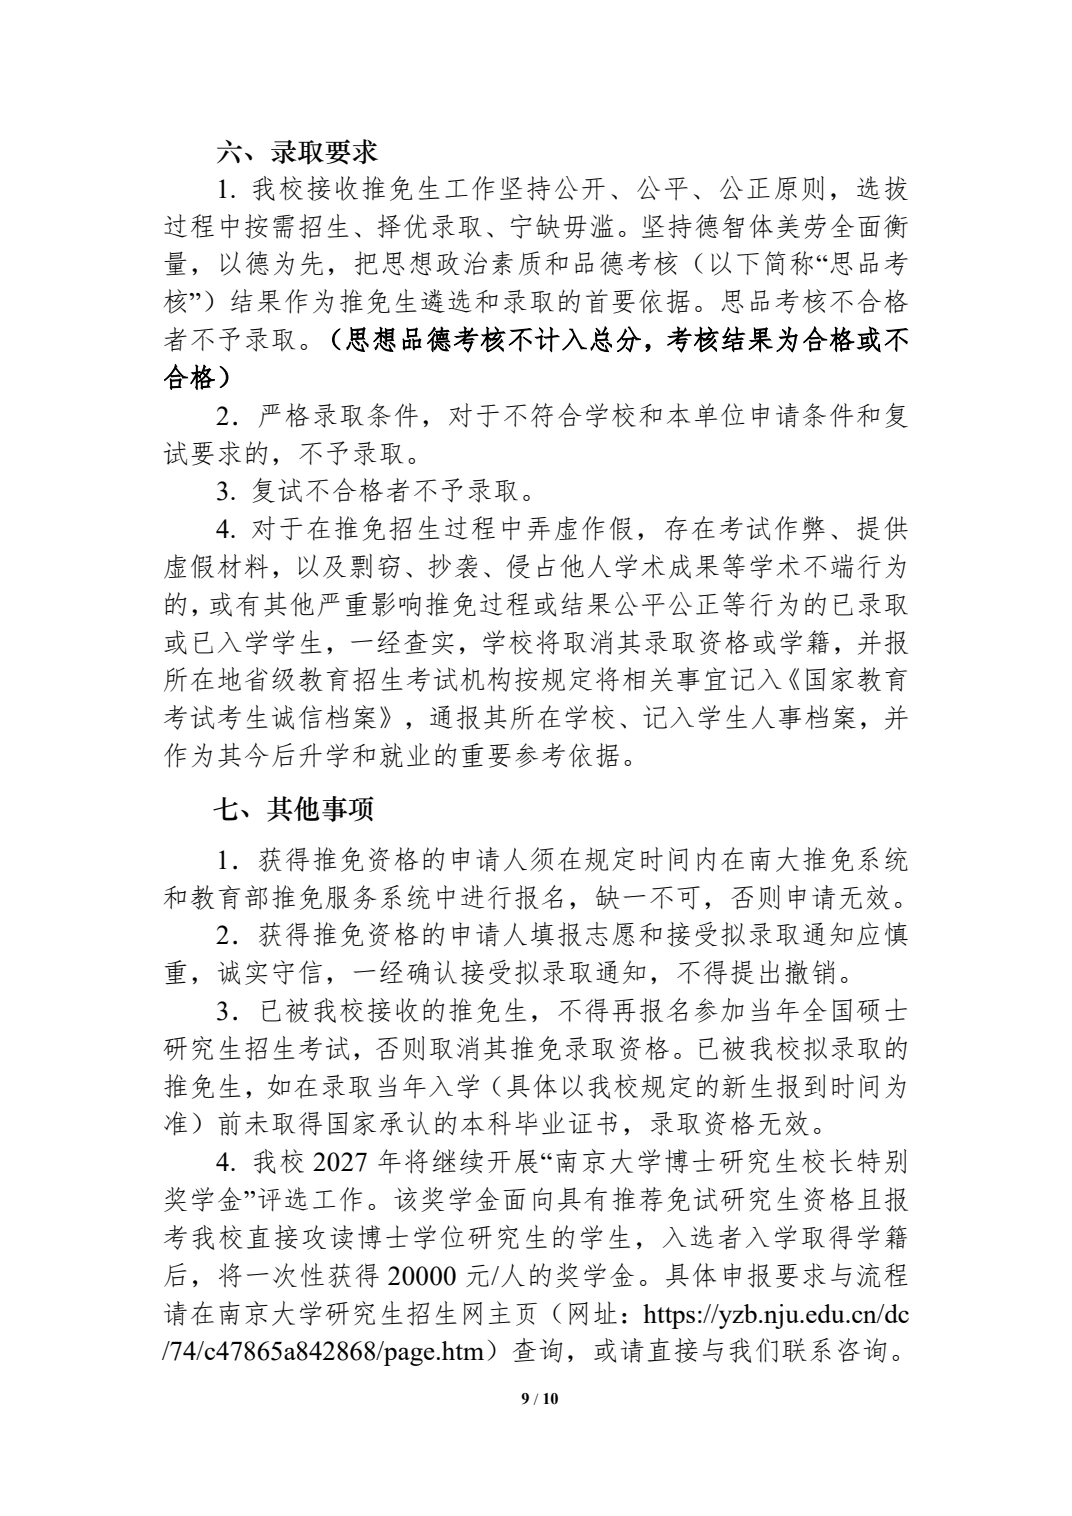 六、录取要求
1. 我校接收推免生工作坚持公开、公平、公正原则，选拔
过程中按需招生、择优录取、宁缺毋滥。坚持德智体美劳全面衡
量，以德为先，把思想政治素质和品德考核（以下简称“思品考
核”）结果作为推免生遴选和录取的首要依据。思品考核不合格
者不予录取。（思想品德考核不计入总分，考核结果为合格或不
合格）
2．严格录取条件，对于不符合学校和本单位申请条件和复
试要求的，不予录取。
3. 复试不合格者不予录取。
4. 对于在推免招生过程中弄虚作假，存在考试作弊、提供
虚假材料，以及剽窃、抄袭、侵占他人学术成果等学术不端行为
的，或有其他严重影响推免过程或结果公平公正等行为的已录取
或已入学学生，一经查实，学校将取消其录取资格或学籍，并报
所在地省级教育招生考试机构按规定将相关事宜记入《国家教育
考试考生诚信档案》，通报其所在学校、记入学生人事档案，并
作为其今后升学和就业的重要参考依据。
七、其他事项
1．获得推免资格的申请人须在规定时间内在南大推免系统
和教育部推免服务系统中进行报名，缺一不可，否则申请无效。
2．获得推免资格的申请人填报志愿和接受拟录取通知应慎
重，诚实守信，一经确认接受拟录取通知，不得提出撤销。
3．已被我校接收的推免生，不得再报名参加当年全国硕士
研究生招生考试，否则取消其推免录取资格。已被我校拟录取的
推免生，如在录取当年入学（具体以我校规定的新生报到时间为
准）前未取得国家承认的本科毕业证书，录取资格无效。
4. 我校 2027 年将继续开展“南京大学博士研究生校长特别
奖学金”评选工作。该奖学金面向具有推荐免试研究生资格且报
考我校直接攻读博士学位研究生的学生，入选者入学取得学籍
后，将一次性获得 20000 元/人的奖学金。具体申报要求与流程
请在南京大学研究生招生网主页（网址：https://yzb.nju.edu.cn/dc
/74/c47865a842868/page.htm）查询，或请直接与我们联系咨询。
9 / 10